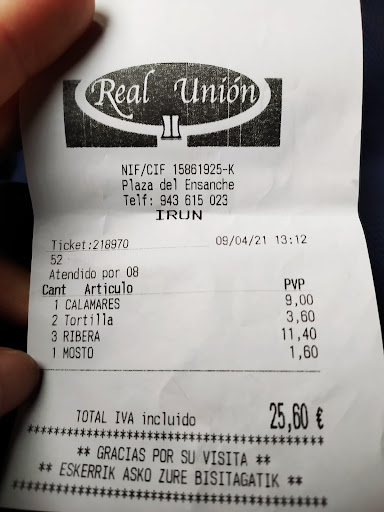 Real Unión
NIF/CIF 15861925-K
Plaza del Ensanche
Telf: 943 615 023
IRUN
Ticket:218970 09/04/21 13:12
52
Atendido por 08
Cant Articulo PVP
1 CALAMARES 9,00
2 Tortilla 3,60
3 RIBERA 11,40
1 MOSTO 1,60
TOTAL IVA incluido 25,60 €
****************************************
** GRACIAS POR SU VISITA **
** ESKERRIK ASKO ZURE BISITAGATIK **
****************************************